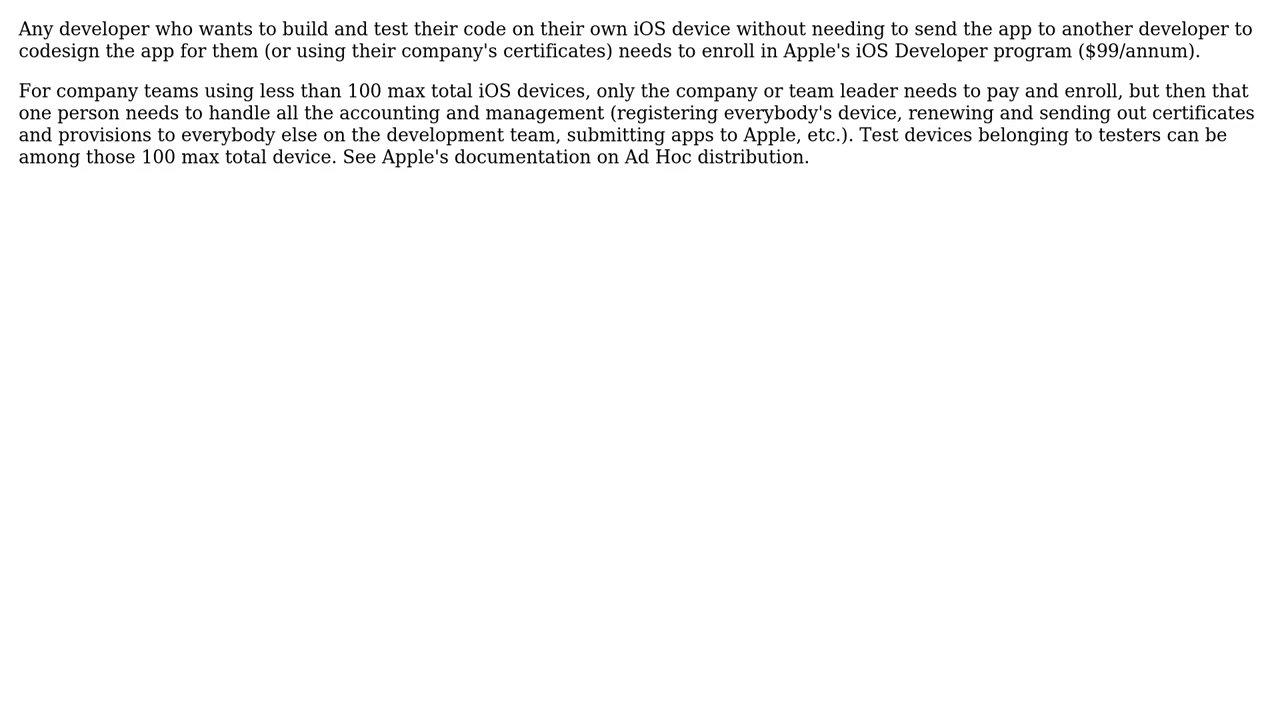 Any developer who wants to build and test their code on their own iOS device without needing to send the app to another developer to
codesign the app for them (or using their company's certificates) needs to enroll in Apple's iOS Developer program ($99/annum).
For company teams using less than 100 max total iOS devices, only the company or team leader needs to pay and enroll, but then that
one person needs to handle all the accounting and management (registering everybody's device, renewing and sending out certificates
and provisions to everybody else on the development team, submitting apps to Apple, etc.). Test devices belonging to testers can be
among those 100 max total device. See Apple's documentation on Ad Hoc distribution.